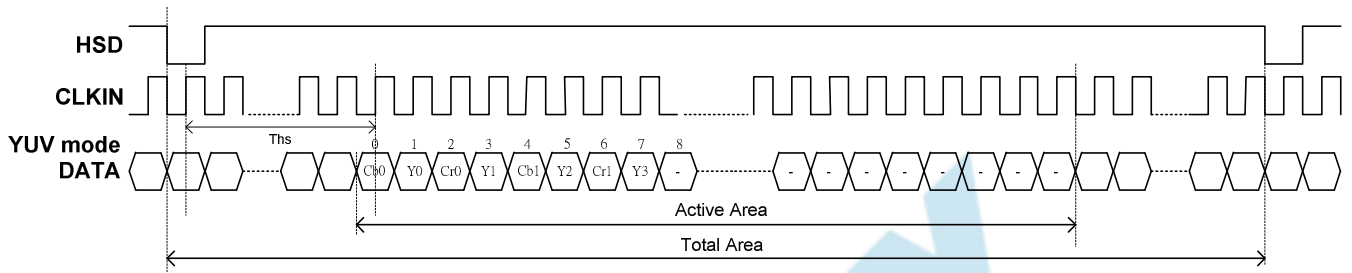 HSD
CLKIN
Ths
YUV mode
DATA
0 1 2 3 4 5 6 7 8
Cb0 Y0 Cr0 Y1 Cb1 Y2 Cr1 Y3 - - - - - - - - -
Active Area
Total Area